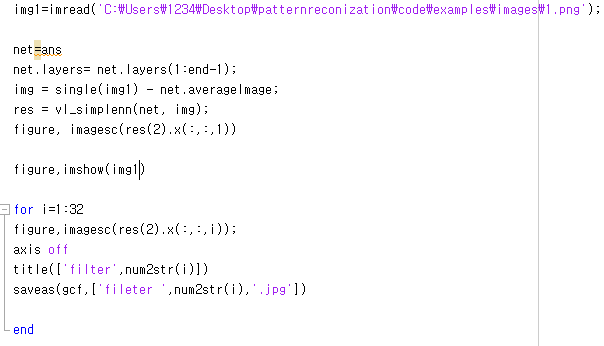 img1=imread('C:₩Users₩1234₩Desktop₩patternreconization₩code₩examples₩images₩1.png');
net=ans
net.layers= net.layers(1:end-1);
img = single(img1) - net.averageImage;
res = vl_simplenn(net, img);
figure, imagesc(res(2).x(:,:,1))
figure,imshow(img1)
for i=1:32
figure,imagesc(res(2).x(:,:,i));
axis off
title(['filter',num2str(i)])
saveas(gcf,['fileter ',num2str(i),'.jpg'])
end